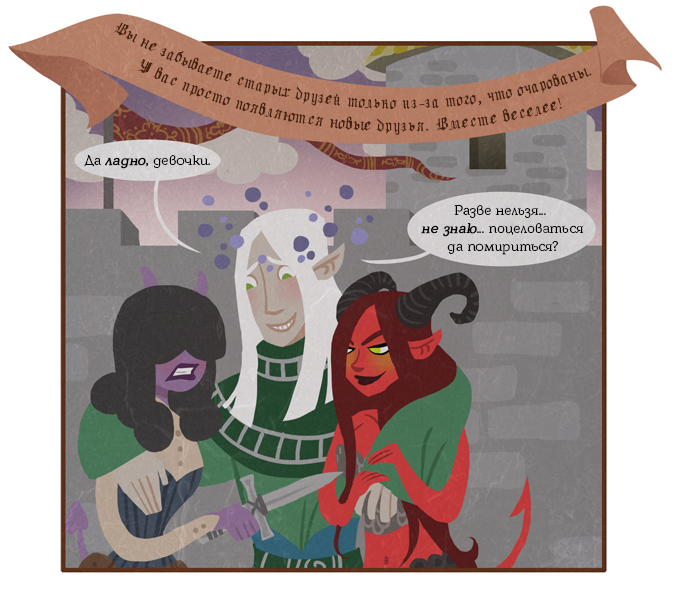 Вы не забываете старых друзей только из-за того, что очарованы.
У вас просто появляются новые друзья. Вместе веселее!
Да ладно, девочки.
Разве нельзя...
не знаю... поцеловаться
да помириться?